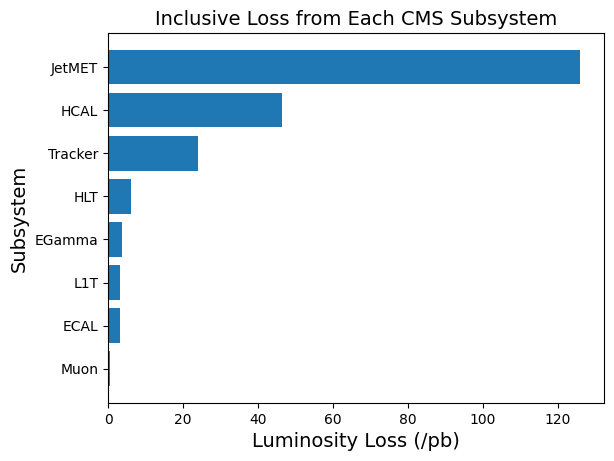 Inclusive Loss from Each CMS Subsystem
Subsystem
JetMET
HCAL
Tracker
HLT
EGamma
L1T
ECAL
Muon
0 20 40 60 80 100 120
Luminosity Loss (/pb)